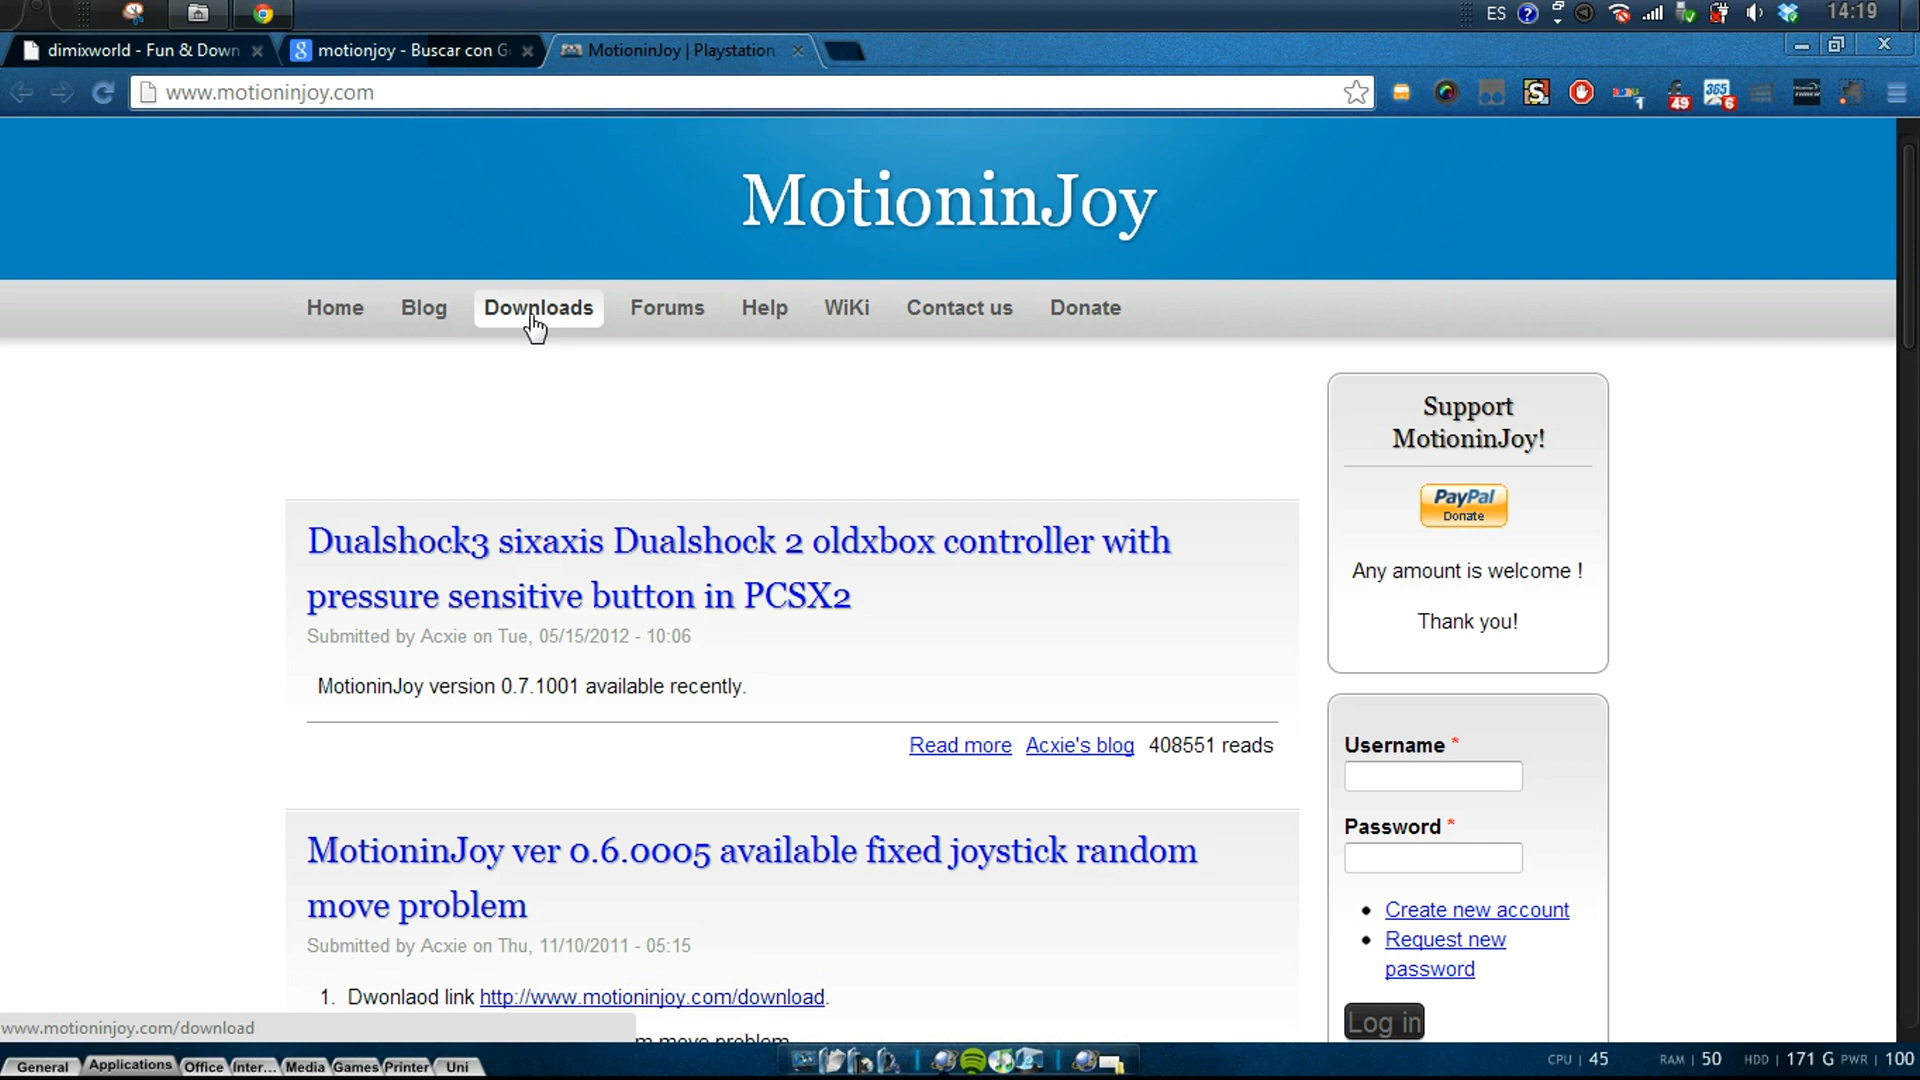 ES
14:19
dimixworld - Fun & Down
motionjoy - Buscar con G
MotioninJoy | Playstation
www.motioninjoy.com
49
365
6
1
MotioninJoy
Home Blog Downloads Forums Help WiKi Contact us Donate
Support
MotioninJoy!
PayPal
Donate
Any amount is welcome !
Thank you!
Dualshock3 sixaxis Dualshock 2 oldxbox controller with
pressure sensitive button in PCSX2
Submitted by Acxie on Tue, 05/15/2012 - 10:06
MotioninJoy version 0.7.1001 available recently.
Read more Acxie's blog 408551 reads
Username *
Password *
Create new account
Request new
password
Log in
MotioninJoy ver 0.6.0005 available fixed joystick random
move problem
Submitted by Acxie on Thu, 11/10/2011 - 05:15
1. Dwonlaod link http://www.motioninjoy.com/download.
m move problem
www.motioninjoy.com/download
General Applications Office Inter... Media Games Printer Uni
CPU | 45 RAM | 50 HDD | 171 G PWR | 100